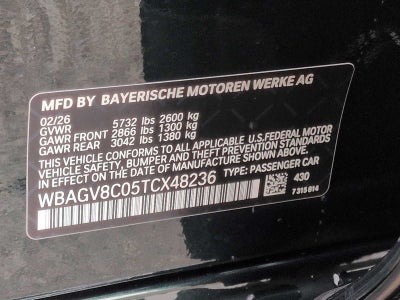 MFD BY BAYERISCHE MOTOREN WERKE AG
02/26
GVWR 5732 lbs 2600 kg
GAWR FRONT 2866 lbs 1300 kg
GAWR REAR 3042 lbs 1380 kg
THIS VEHICLE CONFORMS TO ALL APPLICABLE U.S.FEDERAL MOTOR
VEHICLE SAFETY, BUMPER, AND THEFT PREVENTION STANDARDS
IN EFFECT ON THE DATE OF MANUFACTURE SHOWN ABOVE.
WBAGV8C05TCX48236 TYPE: PASSENGER CAR
430
7 315 814